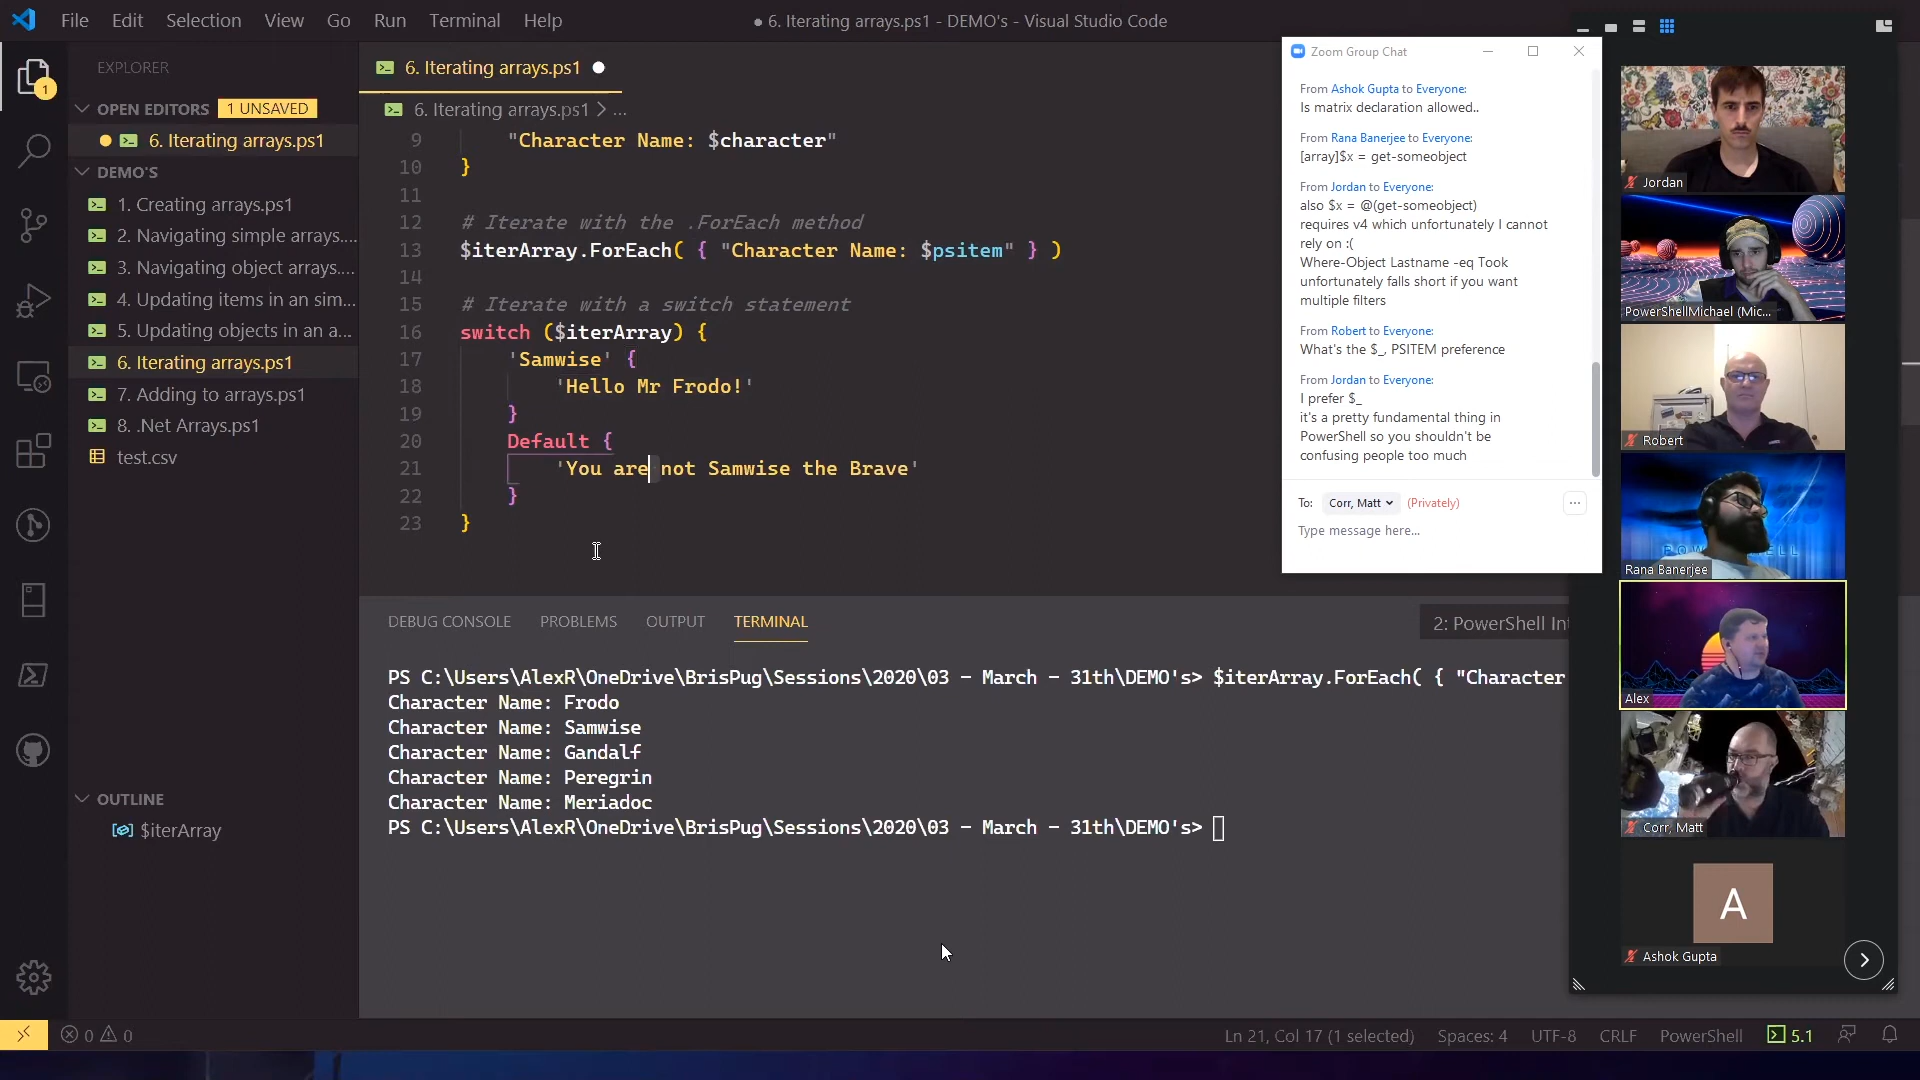 File Edit Selection View Go Run Terminal Help
● 6. Iterating arrays.ps1 - DEMO's - Visual Studio Code
EXPLORER
OPEN EDITORS 1 UNSAVED
6. Iterating arrays.ps1
DEMO'S
1. Creating arrays.ps1
2. Navigating simple arrays....
3. Navigating object arrays....
4. Updating items in an sim...
5. Updating objects in an a...
6. Iterating arrays.ps1
7. Adding to arrays.ps1
8. .Net Arrays.ps1
test.csv
OUTLINE
$iterArray
1
6. Iterating arrays.ps1
6. Iterating arrays.ps1 > ...
9 "Character Name: $character"
10 }
11
12 # Iterate with the .ForEach method
13 $iterArray.ForEach( { "Character Name: $psitem" } )
14
15 # Iterate with a switch statement
16 switch ($iterArray) {
17 'Samwise' {
18 'Hello Mr Frodo!'
19 }
20 Default {
21 'You are not Samwise the Brave'
22 }
23 }
DEBUG CONSOLE PROBLEMS OUTPUT TERMINAL
2: PowerShell Int
PS C:\Users\AlexR\OneDrive\BrisPug\Sessions\2020\03 - March - 31th\DEMO's> $iterArray.ForEach( { "Character
Character Name: Frodo
Character Name: Samwise
Character Name: Gandalf
Character Name: Peregrin
Character Name: Meriadoc
PS C:\Users\AlexR\OneDrive\BrisPug\Sessions\2020\03 - March - 31th\DEMO's>
Zoom Group Chat
From Ashok Gupta to Everyone:
Is matrix declaration allowed..
From Rana Banerjee to Everyone:
[array]$x = get-someobject
From Jordan to Everyone:
also $x = @(get-someobject)
requires v4 which unfortunately I cannot
rely on :(
Where-Object Lastname -eq Took
unfortunately falls short if you want
multiple filters
From Robert to Everyone:
What's the $_, PSITEM preference
From Jordan to Everyone:
I prefer $_
it's a pretty fundamental thing in
PowerShell so you shouldn't be
confusing people too much
To: Corr, Matt (Privately)
Type message here...
Jordan
PowerShellMichael (Mic...
Robert
Rana Banerjee
Alex
Corr, Matt
A
Ashok Gupta
0 0
Ln 21, Col 17 (1 selected) Spaces: 4 UTF-8 CRLF PowerShell 5.1